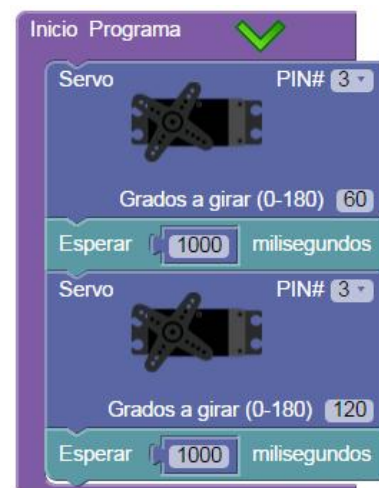 Inicio Programa
Servo PIN# 3
Grados a girar (0-180) 60
Esperar 1000 milisegundos
Servo PIN# 3
Grados a girar (0-180) 120
Esperar 1000 milisegundos